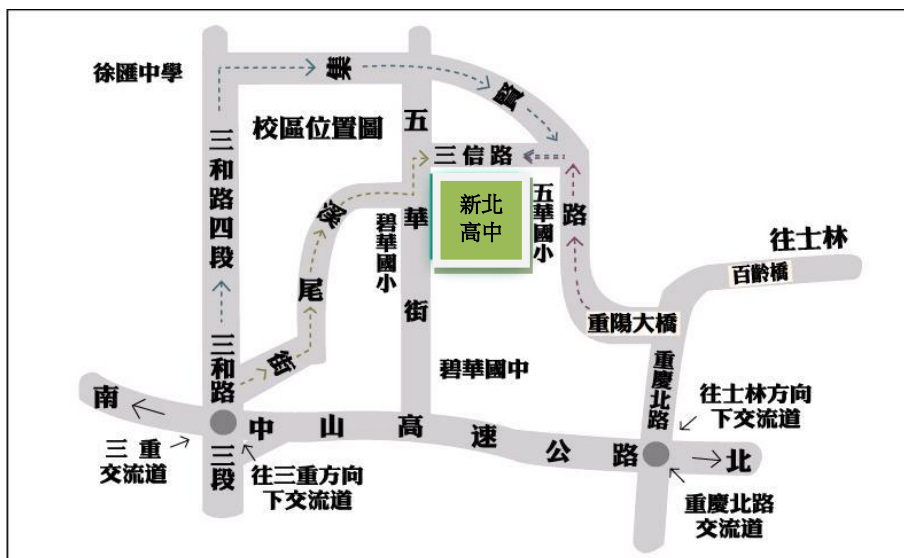 徐匯中學
校區位置圖
集賢路
五華街
三信路
三和路四段
新北
高中
五華國小
碧華國小
溪尾街
往士林
百齡橋
重陽大橋
重慶北路
三和路
三段
碧華國中
往士林方向
下交流道
南
中山高速公路
北
三重
交流道
往三重方向
下交流道
重慶北路
交流道